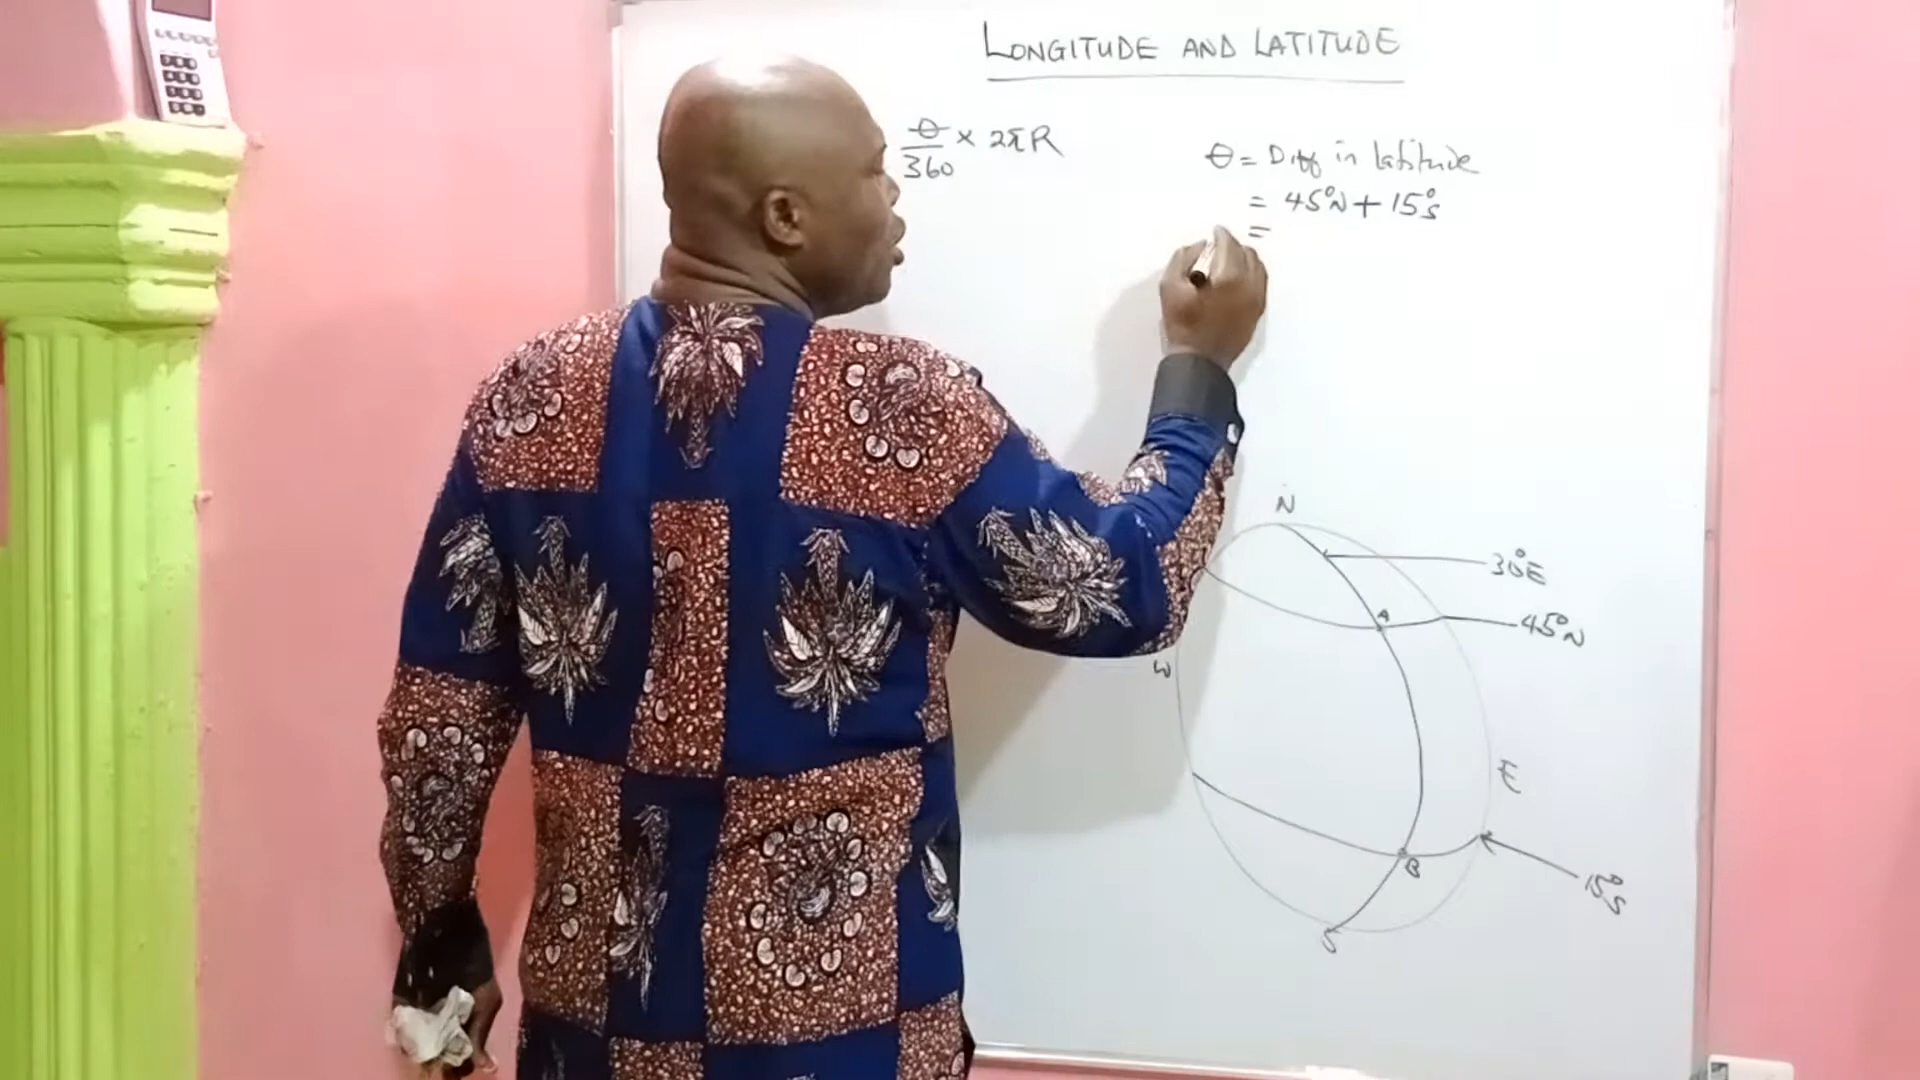 LONGITUDE AND LATITUDE
θ/360 × 2πR
θ = Diff in latitude
= 45°N + 15°S
=
N
30°E
A
45°N
W
E
B
15°S
S